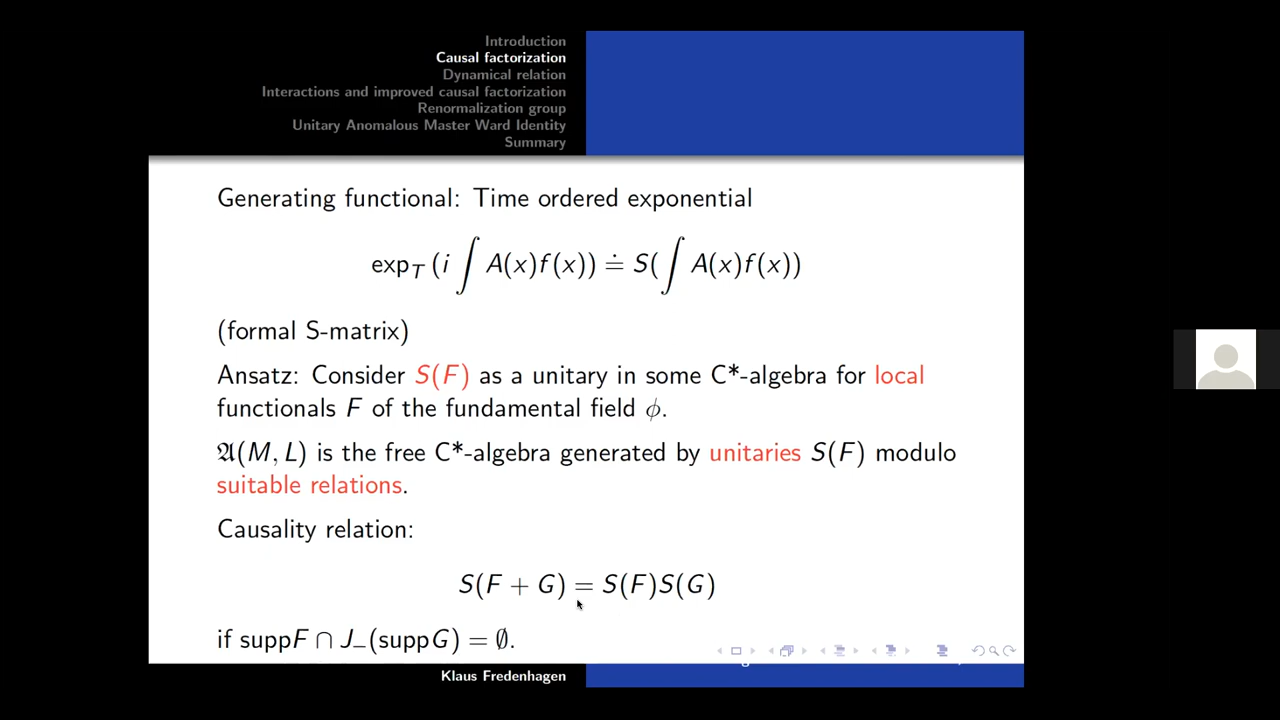 Introduction
Causal factorization
Dynamical relation
Interactions and improved causal factorization
Renormalization group
Unitary Anomalous Master Ward Identity
Summary
Generating functional: Time ordered exponential
exp_T (i ∫ A(x)f(x)) ≐ S(∫ A(x)f(x))
(formal S-matrix)
Ansatz: Consider S(F) as a unitary in some C*-algebra for local
functionals F of the fundamental field ϕ.
𝔄(M, L) is the free C*-algebra generated by unitaries S(F) modulo
suitable relations.
Causality relation:
S(F + G) = S(F)S(G)
if suppF ∩ J₋(suppG) = ∅.
Klaus Fredenhagen